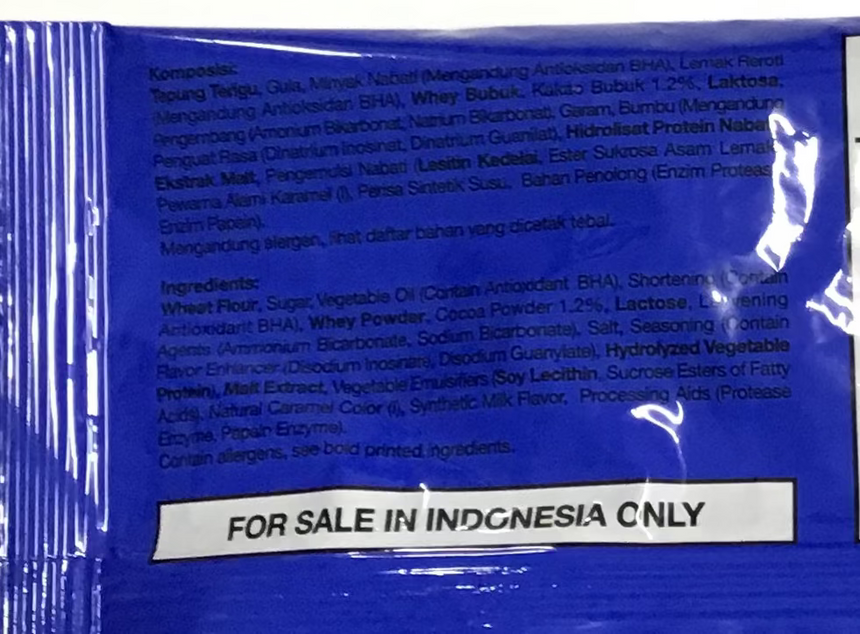 Komposisi:
Tepung Terigu, Gula, Minyak Nabati (Mengandung Antioksidan BHA), Lemak Reroti
(Mengandung Antioksidan BHA), Whey Bubuk, Kakao Bubuk 1.2%, Laktosa,
Pengembang (Amonium Bikarbonat, Natrium Bikarbonat), Garam, Bumbu (Mengandung
Penguat Rasa (Dinatrium Inosinat, Dinatrium Guanilat), Hidrolisat Protein
Ekstrak Malt, Pengemulsi Nabati (Lesitin Kedelai, Ester Sukrosa Asam Lemak
Pewarna Alami Karamel (I), Perisa Sintetik Susu, Bahan Penolong (Enzim
Enzim Papain).
Mengandung alergen, lihat daftar bahan yang dicetak tebal.
Ingredients:
Wheat Flour, Sugar, Vegetable Oil (Contain Antioxidant BHA), Shortening (Contain
Antioxidant BHA), Whey Powder, Cocoa Powder 1.2%, Lactose, Leavening
Agents (Ammonium Bicarbonate, Sodium Bicarbonate), Salt, Seasoning (Contain
Flavor Enhancer (Disodium Inosinate, Disodium Guanylate), Hydrolyzed Vegetable
Protein), Malt Extract, Vegetable Emulsifiers (Soy Lecithin, Sucrose Esters of Fatty
Acids), Natural Caramel Color (I), Synthetic Milk Flavor, Processing Aids (Protease
Enzyme, Papain Enzyme).
Contain allergens, see bold printed ingredients.
FOR SALE IN INDONESIA ONLY